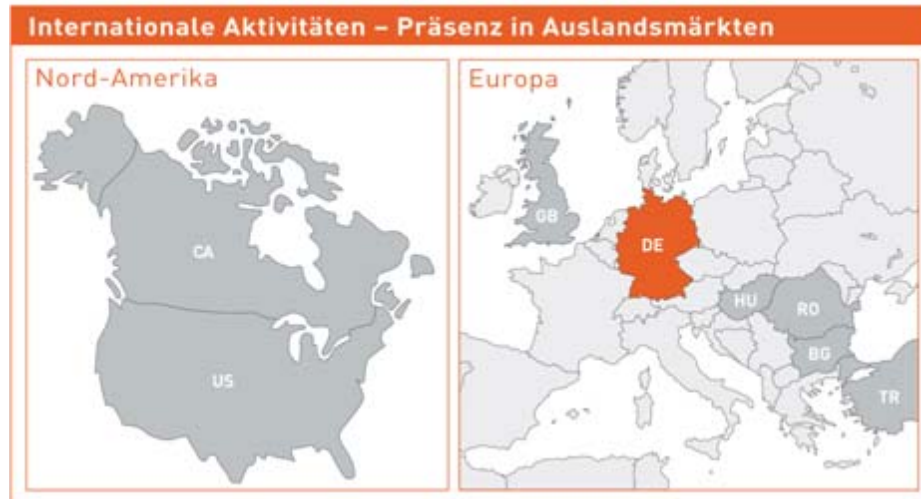 Internationale Aktivitäten – Präsenz in Auslandsmärkten
Nord-Amerika
CA
US
Europa
GB
DE
HU
RO
BG
TR